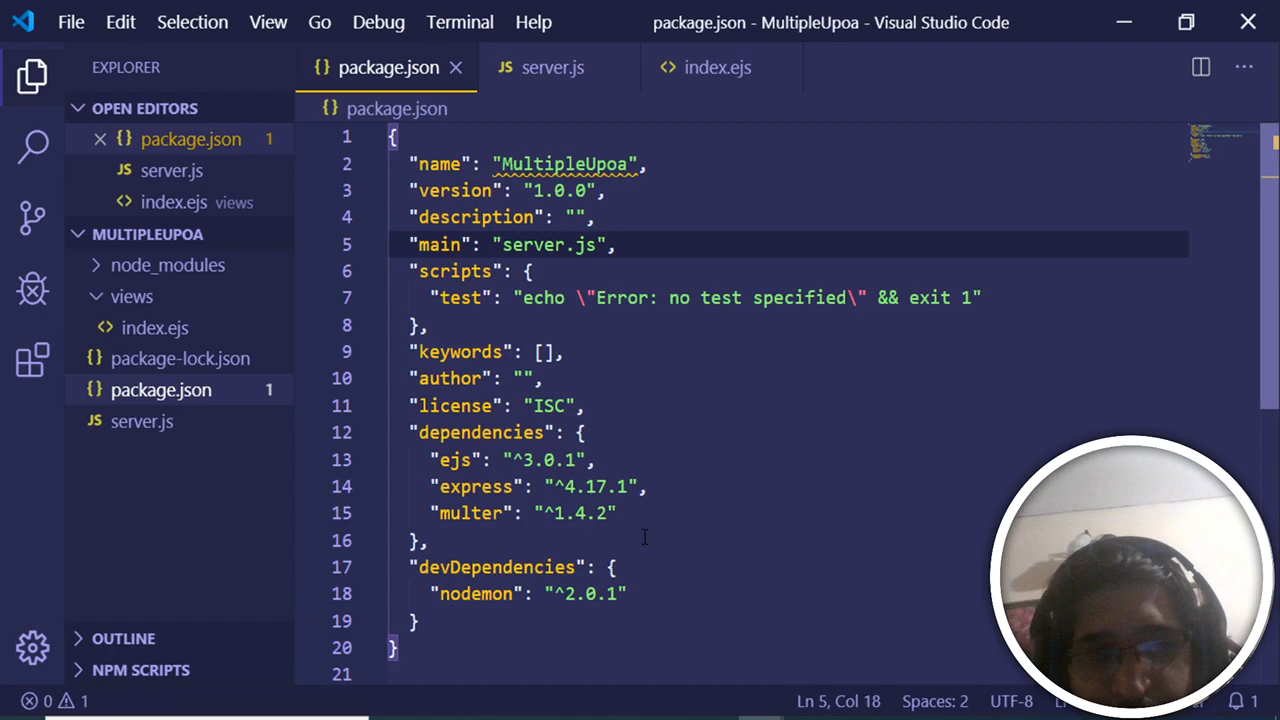 File Edit Selection View Go Debug Terminal Help package.json - MultipleUpoa - Visual Studio Code
EXPLORER
OPEN EDITORS
package.json 1
server.js
index.ejs views
MULTIPLEUPOA
node_modules
views
index.ejs
package-lock.json
package.json 1
server.js
OUTLINE
NPM SCRIPTS
package.json server.js index.ejs
package.json
1 {
2 "name": "MultipleUpoa",
3 "version": "1.0.0",
4 "description": "",
5 "main": "server.js",
6 "scripts": {
7 "test": "echo \"Error: no test specified\" && exit 1"
8 },
9 "keywords": [],
10 "author": "",
11 "license": "ISC",
12 "dependencies": {
13 "ejs": "^3.0.1",
14 "express": "^4.17.1",
15 "multer": "^1.4.2"
16 },
17 "devDependencies": {
18 "nodemon": "^2.0.1"
19 }
20 }
21
0 1 Ln 5, Col 18 Spaces: 2 UTF-8 1